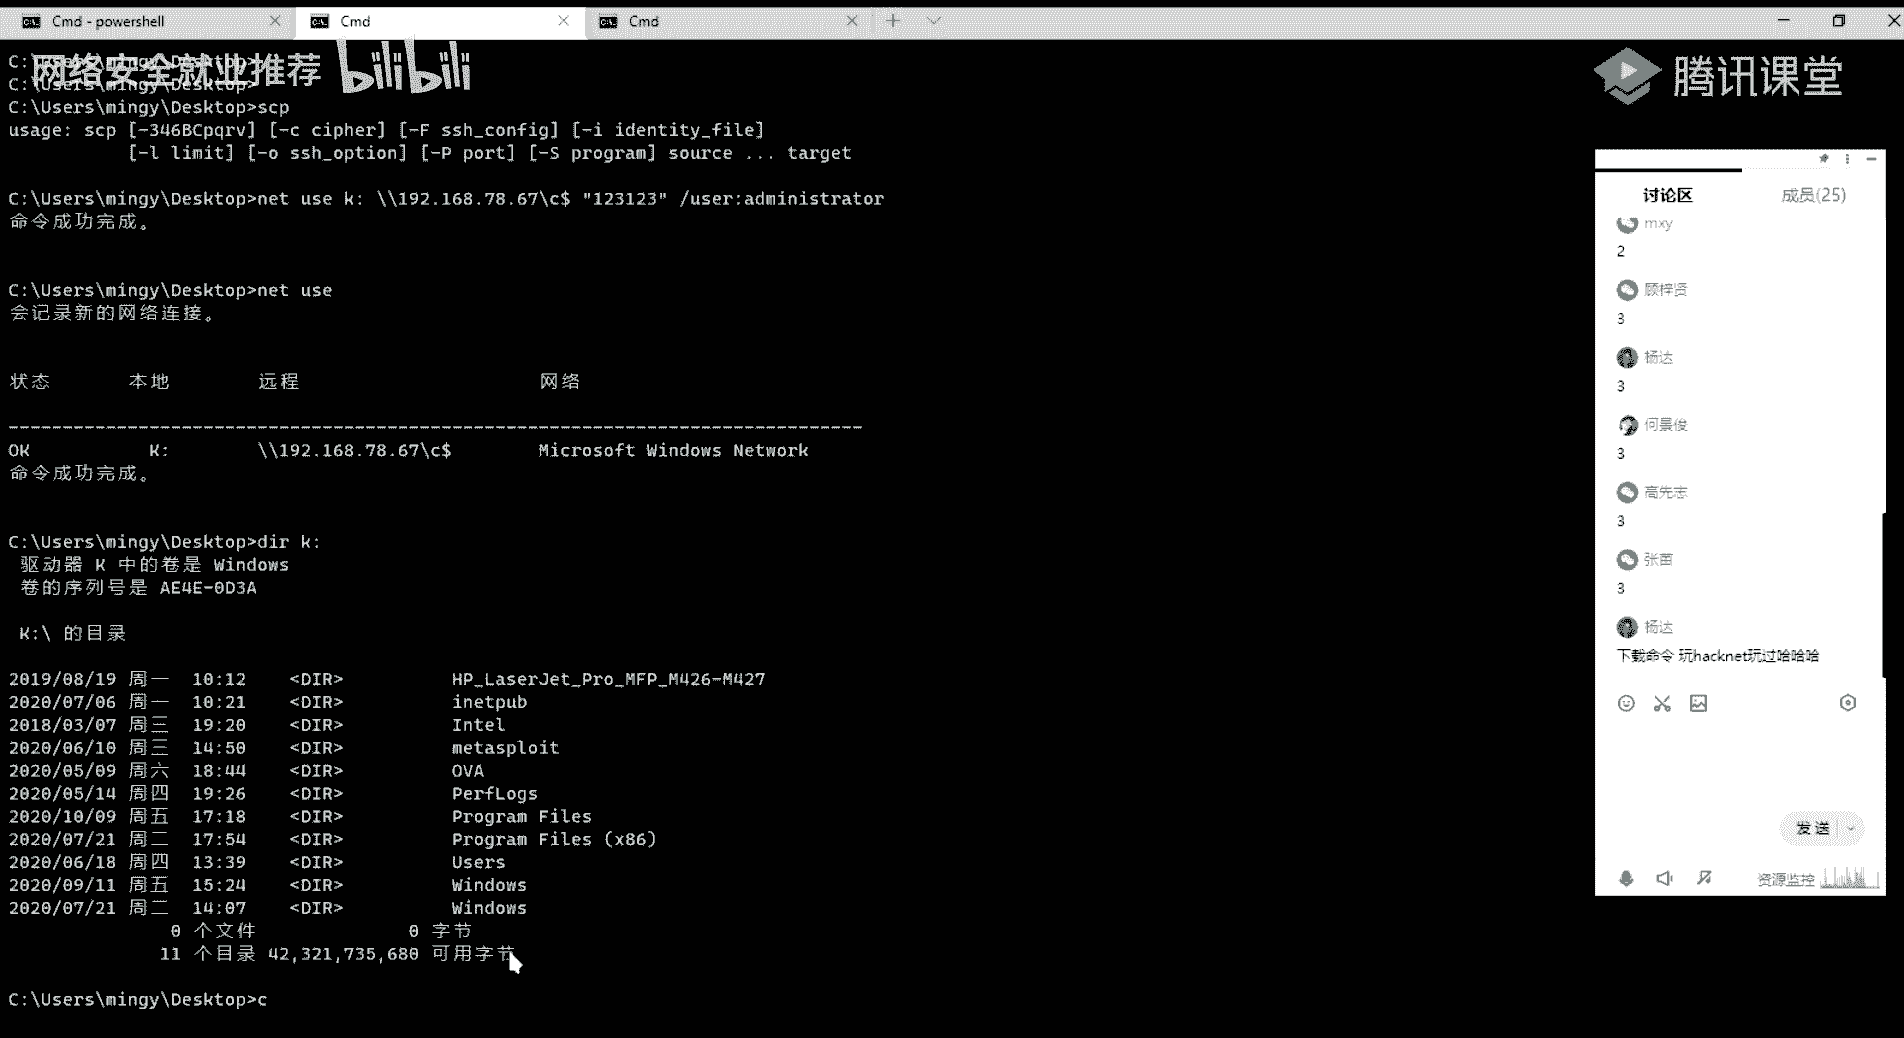 Cmd - powershell
Cmd
Cmd
网络安全就业推荐 bilibili
腾讯课堂
C:\Users\mingy\Desktop>
C:\Users\mingy\Desktop>scp
usage: scp [-346BCpqrv] [-c cipher] [-F ssh_config] [-i identity_file]
[-l limit] [-o ssh_option] [-P port] [-S program] source ... target
C:\Users\mingy\Desktop>net use k: \\192.168.78.67\c$ "123123" /user:administrator
命令成功完成。
C:\Users\mingy\Desktop>net use
会记录新的网络连接。
状态 本地 远程 网络
-------------------------------------------------------------------------------
OK K: \\192.168.78.67\c$ Microsoft Windows Network
命令成功完成。
C:\Users\mingy\Desktop>dir k:
驱动器 K 中的卷是 Windows
卷的序列号是 AE4E-0D3A
K:\ 的目录
2019/08/19 周一 10:12 <DIR> HP_LaserJet_Pro_MFP_M426-M427
2020/07/06 周一 10:21 <DIR> inetpub
2018/03/07 周三 19:20 <DIR> Intel
2020/06/10 周三 14:50 <DIR> metasploit
2020/05/09 周六 18:44 <DIR> OVA
2020/05/14 周四 19:26 <DIR> PerfLogs
2020/10/09 周五 17:18 <DIR> Program Files
2020/07/21 周二 17:54 <DIR> Program Files (x86)
2020/06/18 周四 13:39 <DIR> Users
2020/09/11 周五 15:24 <DIR> Windows
2020/07/21 周二 14:07 <DIR> Windows
0 个文件 0 字节
11 个目录 42,321,735,680 可用字节
C:\Users\mingy\Desktop>c
讨论区 成员(25)
mxy
2
顾梓贤
3
杨达
3
何景俊
3
高先志
3
张苗
3
杨达
下载命令 玩hacknet玩过哈哈哈
发送
资源监控